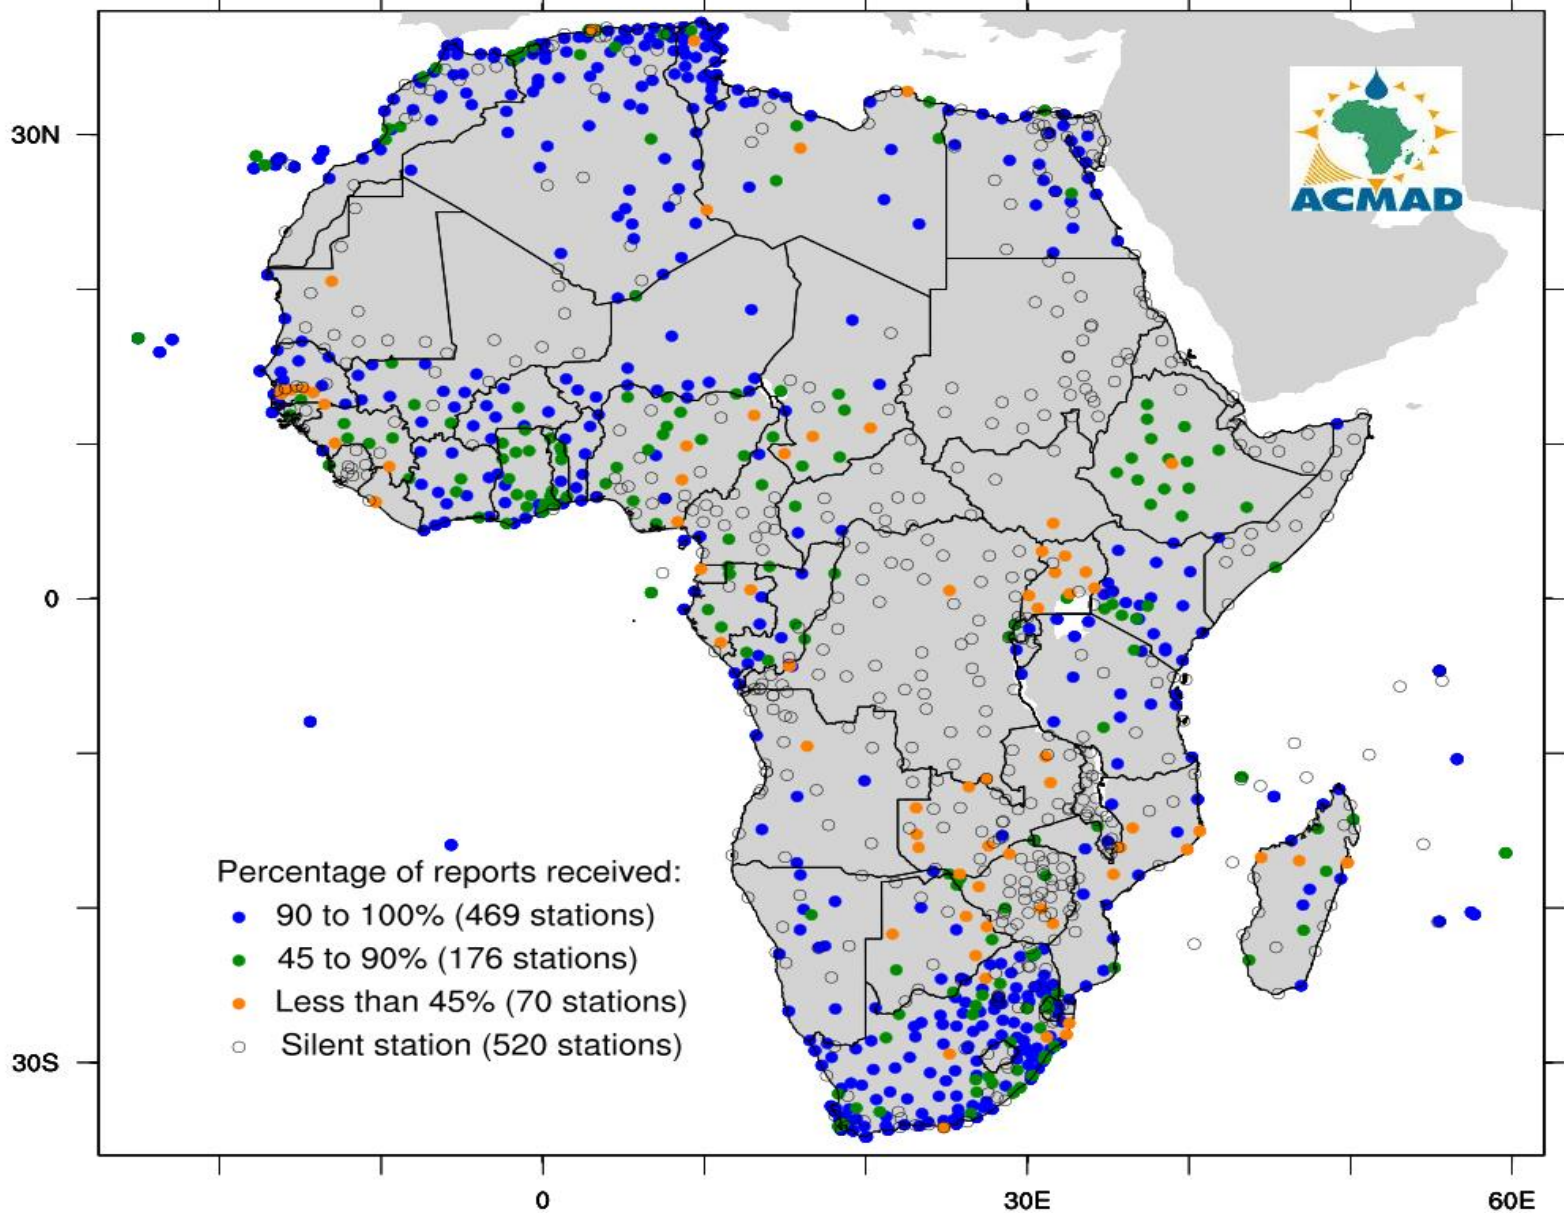 ACMAD
30N
0
30S
Percentage of reports received:
90 to 100% (469 stations)
45 to 90% (176 stations)
Less than 45% (70 stations)
Silent station (520 stations)
0
30E
60E